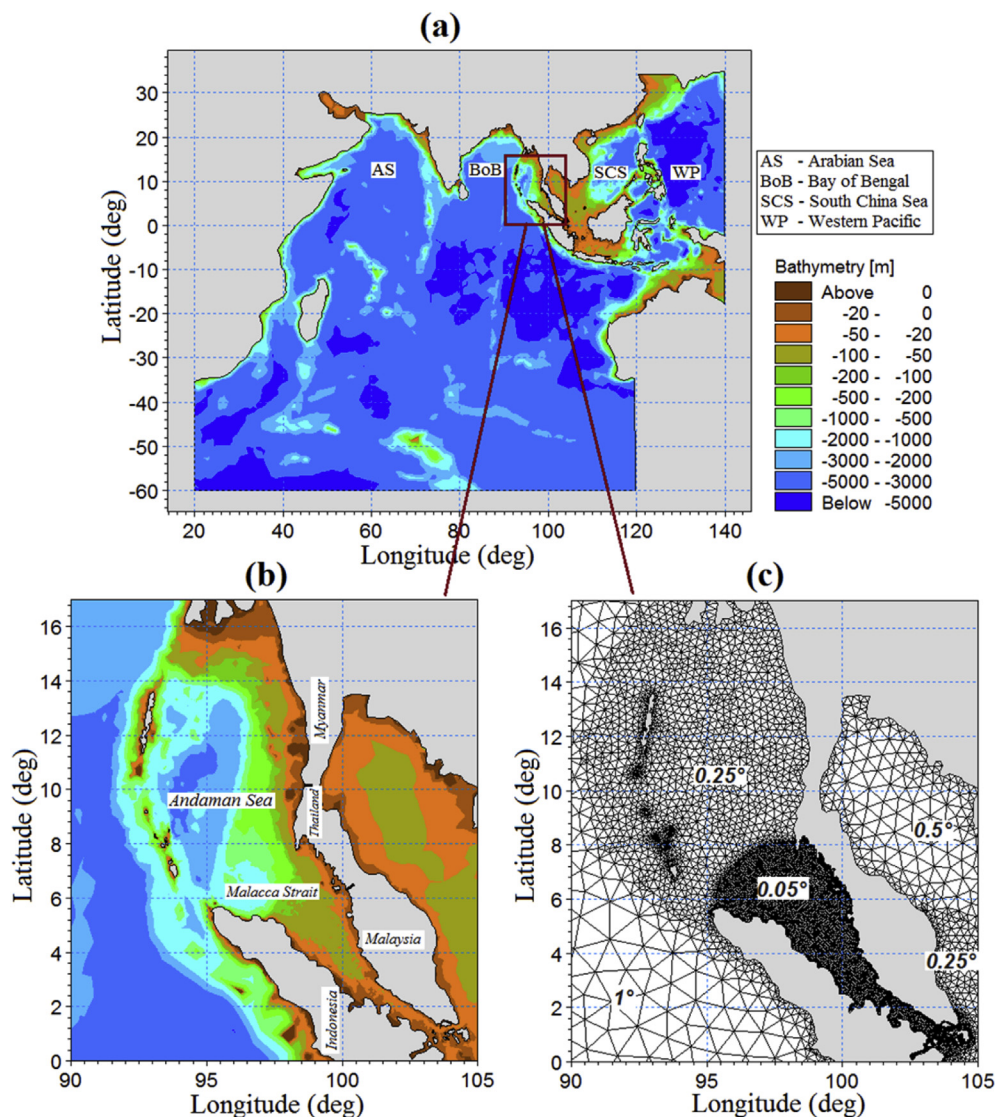 (a)
Latitude (deg)
30
20
10
0
-10
-20
-30
-40
-50
-60
AS
BoB
SCS
WP
20 40 60 80 100 120 140
Longitude (deg)
AS - Arabian Sea
BoB - Bay of Bengal
SCS - South China Sea
WP - Western Pacific
Bathymetry [m]
Above 0
-20 - 0
-50 - -20
-100 - -50
-200 - -100
-500 - -200
-1000 - -500
-2000 - -1000
-3000 - -2000
-5000 - -3000
Below -5000
(b)
Latitude (deg)
16
14
12
10
8
6
4
2
0
Myanmar
Andaman Sea
Thailand
Malacca Strait
Malaysia
Indonesia
90 95 100 105
Longitude (deg)
(c)
Latitude (deg)
16
14
12
10
8
6
4
2
0
0.25°
0.5°
0.05°
0.25°
1°
90 95 100 105
Longitude (deg)